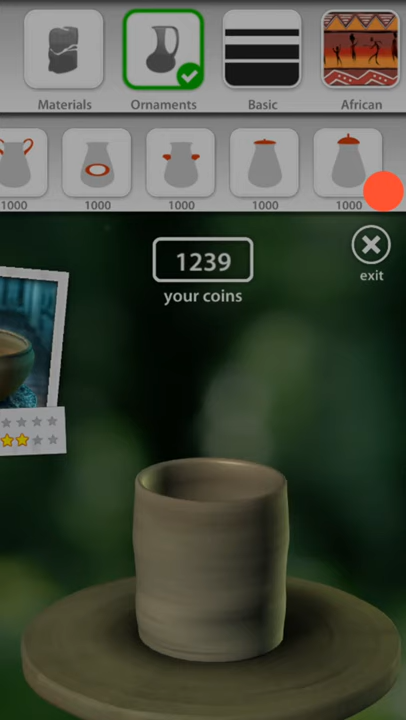 Materials Ornaments Basic African
1000 1000 1000 1000 1000
1239
your coins
exit